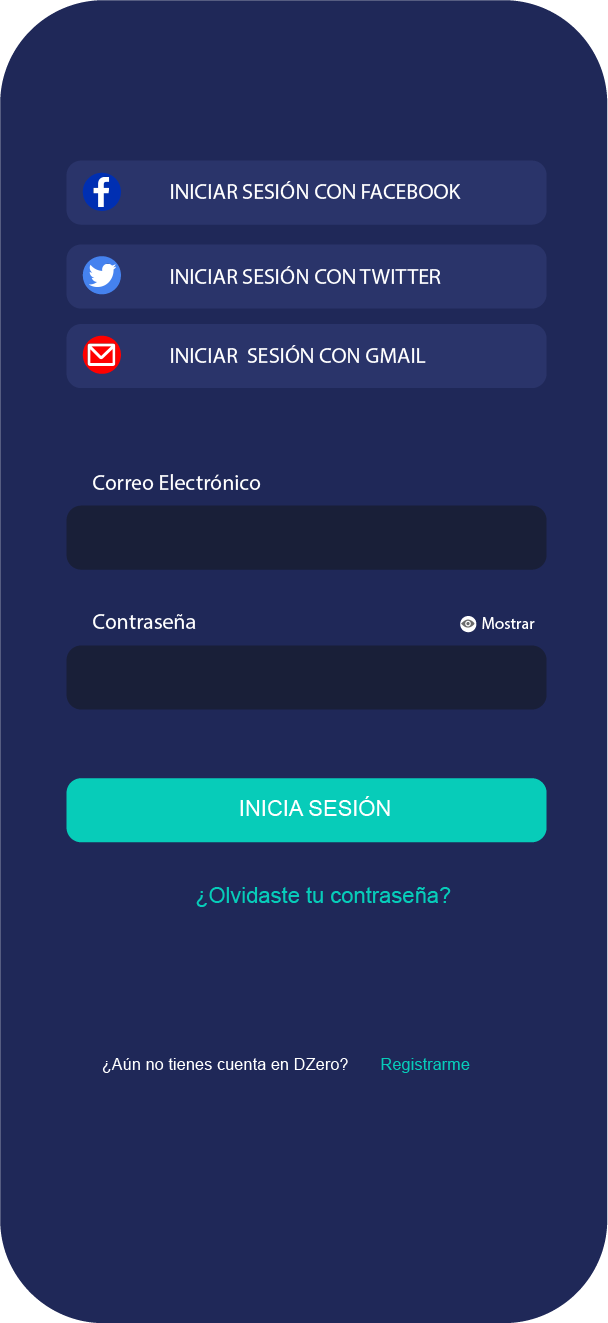 INICIAR SESIÓN CON FACEBOOK
INICIAR SESIÓN CON TWITTER
INICIAR SESIÓN CON GMAIL
Correo Electrónico
Contraseña
Mostrar
INICIA SESIÓN
¿Olvidaste tu contraseña?
¿Aún no tienes cuenta en DZero? Registrarme